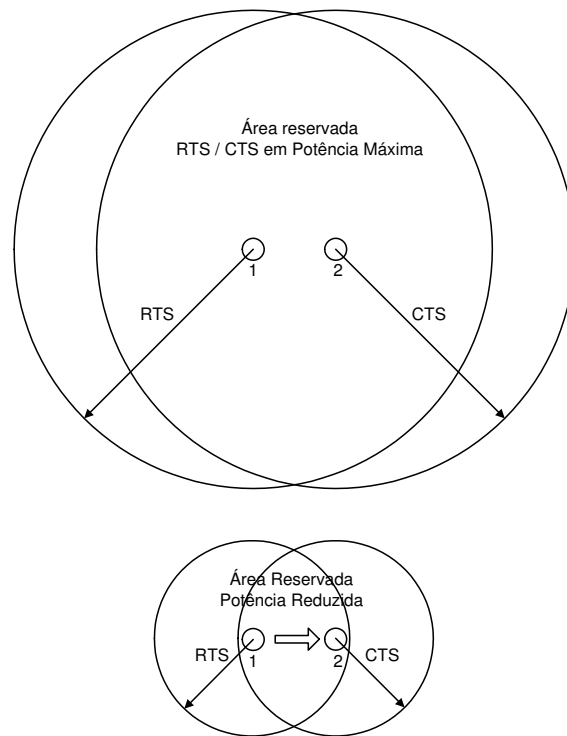 Área reservada
RTS / CTS em Potência Máxima
1
2
RTS
CTS
Área Reservada
Potência Reduzida
RTS
1
2
CTS